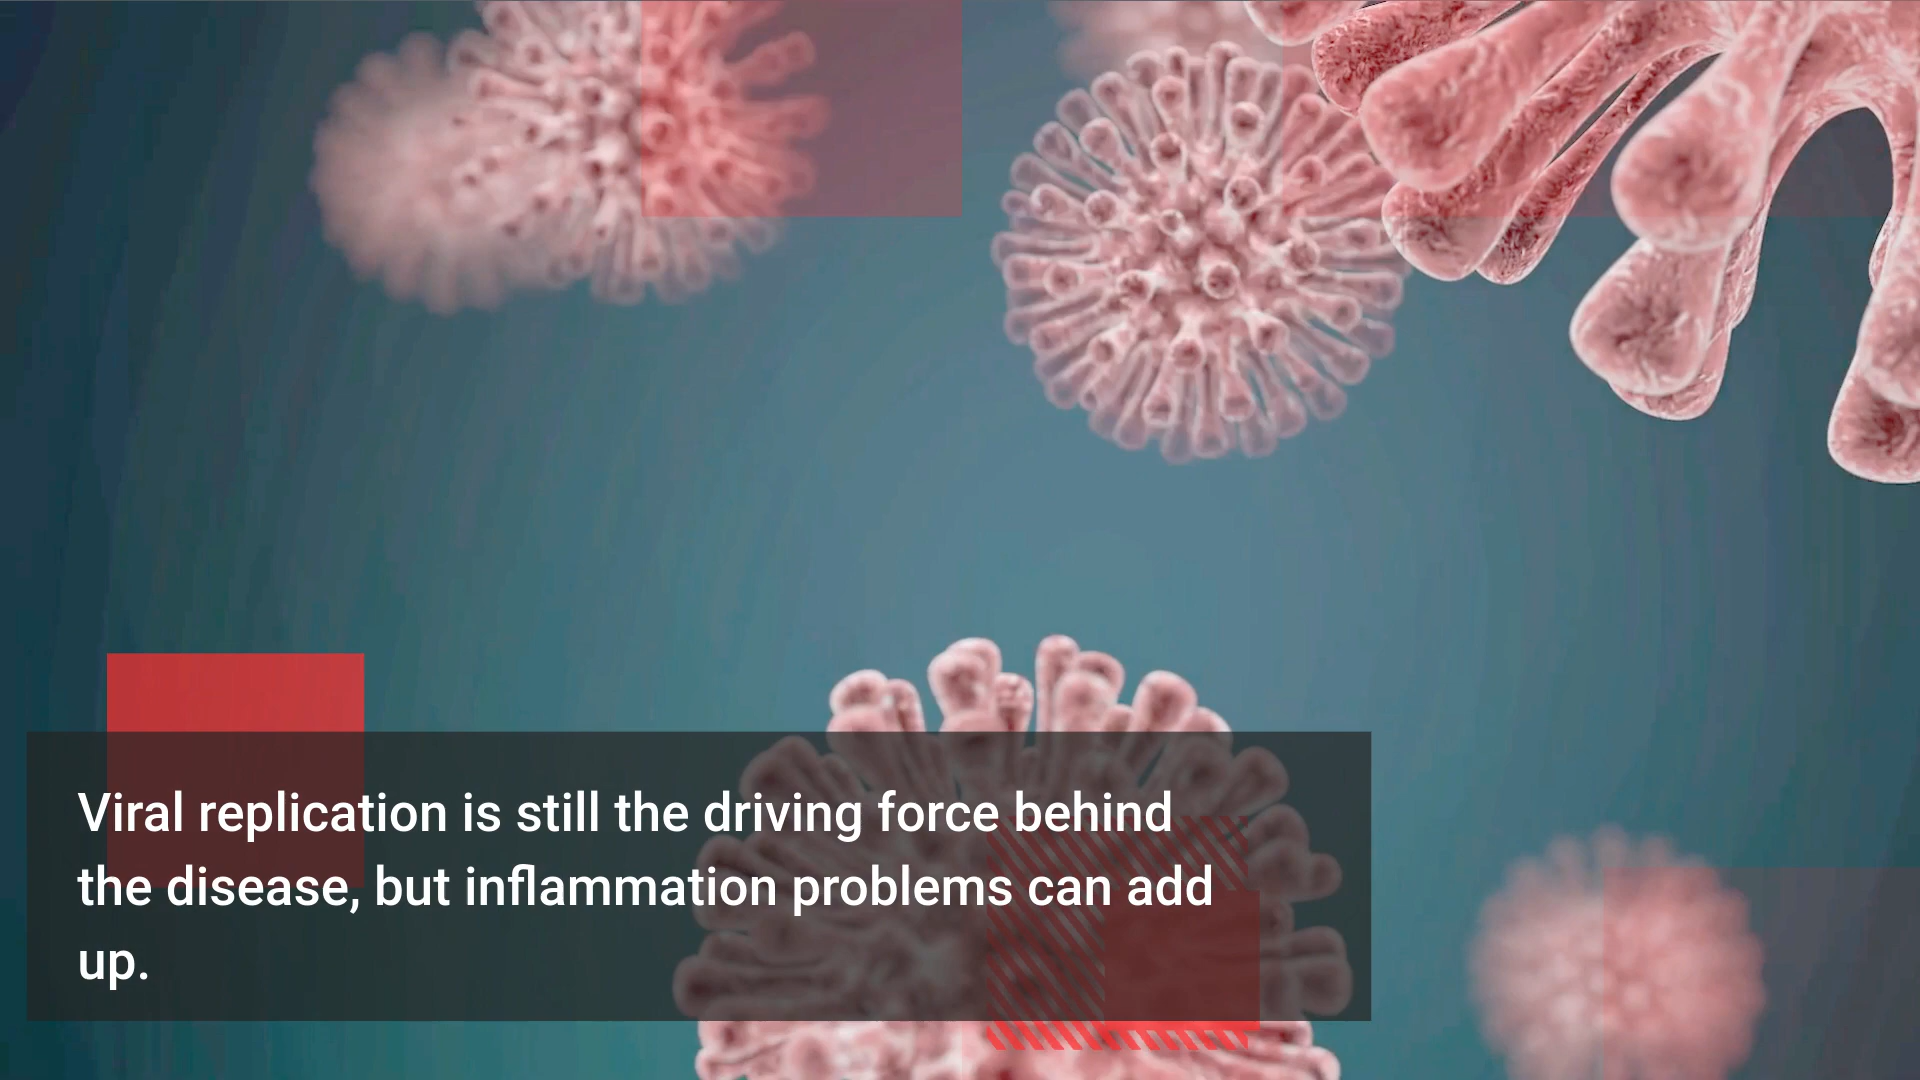 Viral replication is still the driving force behind
the disease, but inflammation problems can add
up.